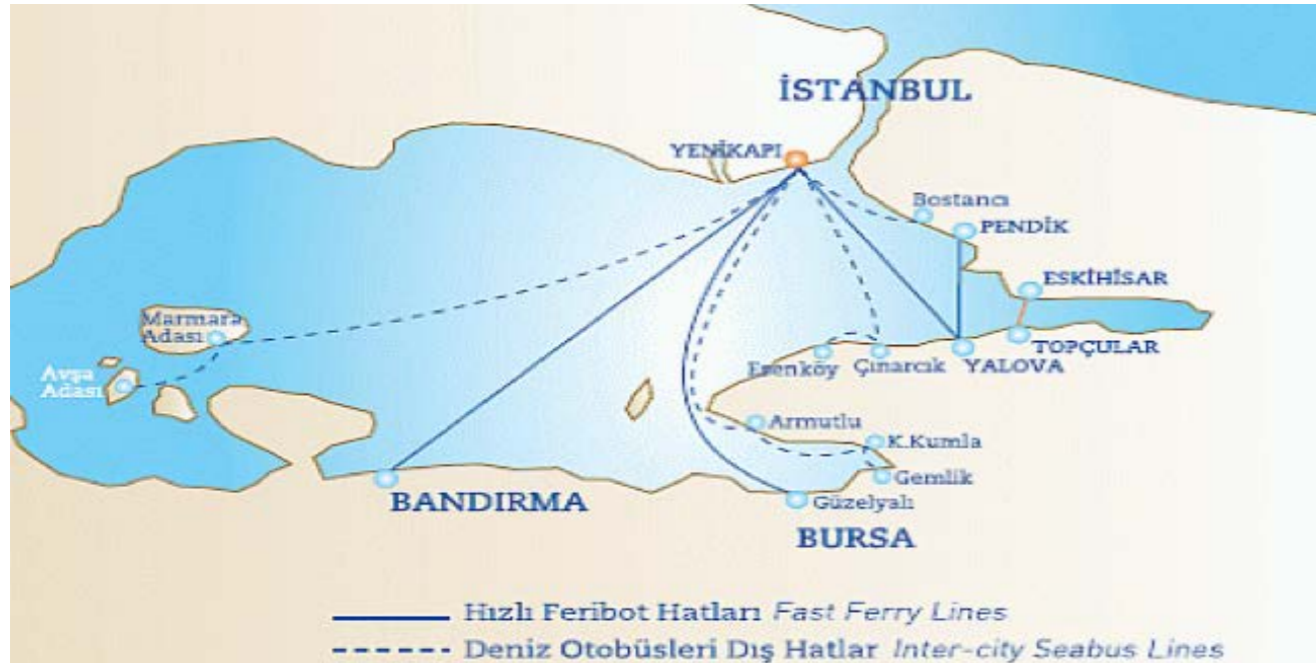 İSTANBUL
YENİKAPI
Bostancı
PENDİK
ESKİHİSAR
Marmara
Adası
TOPÇULAR
Avşa
Adası
Esenköy
Çınarcık
YALOVA
Armutlu
K.Kumla
Gemlik
BANDIRMA
Güzelyalı
BURSA
Hızlı Feribot Hatları Fast Ferry Lines
Deniz Otobüsleri Dış Hatlar Inter-city Seabus Lines